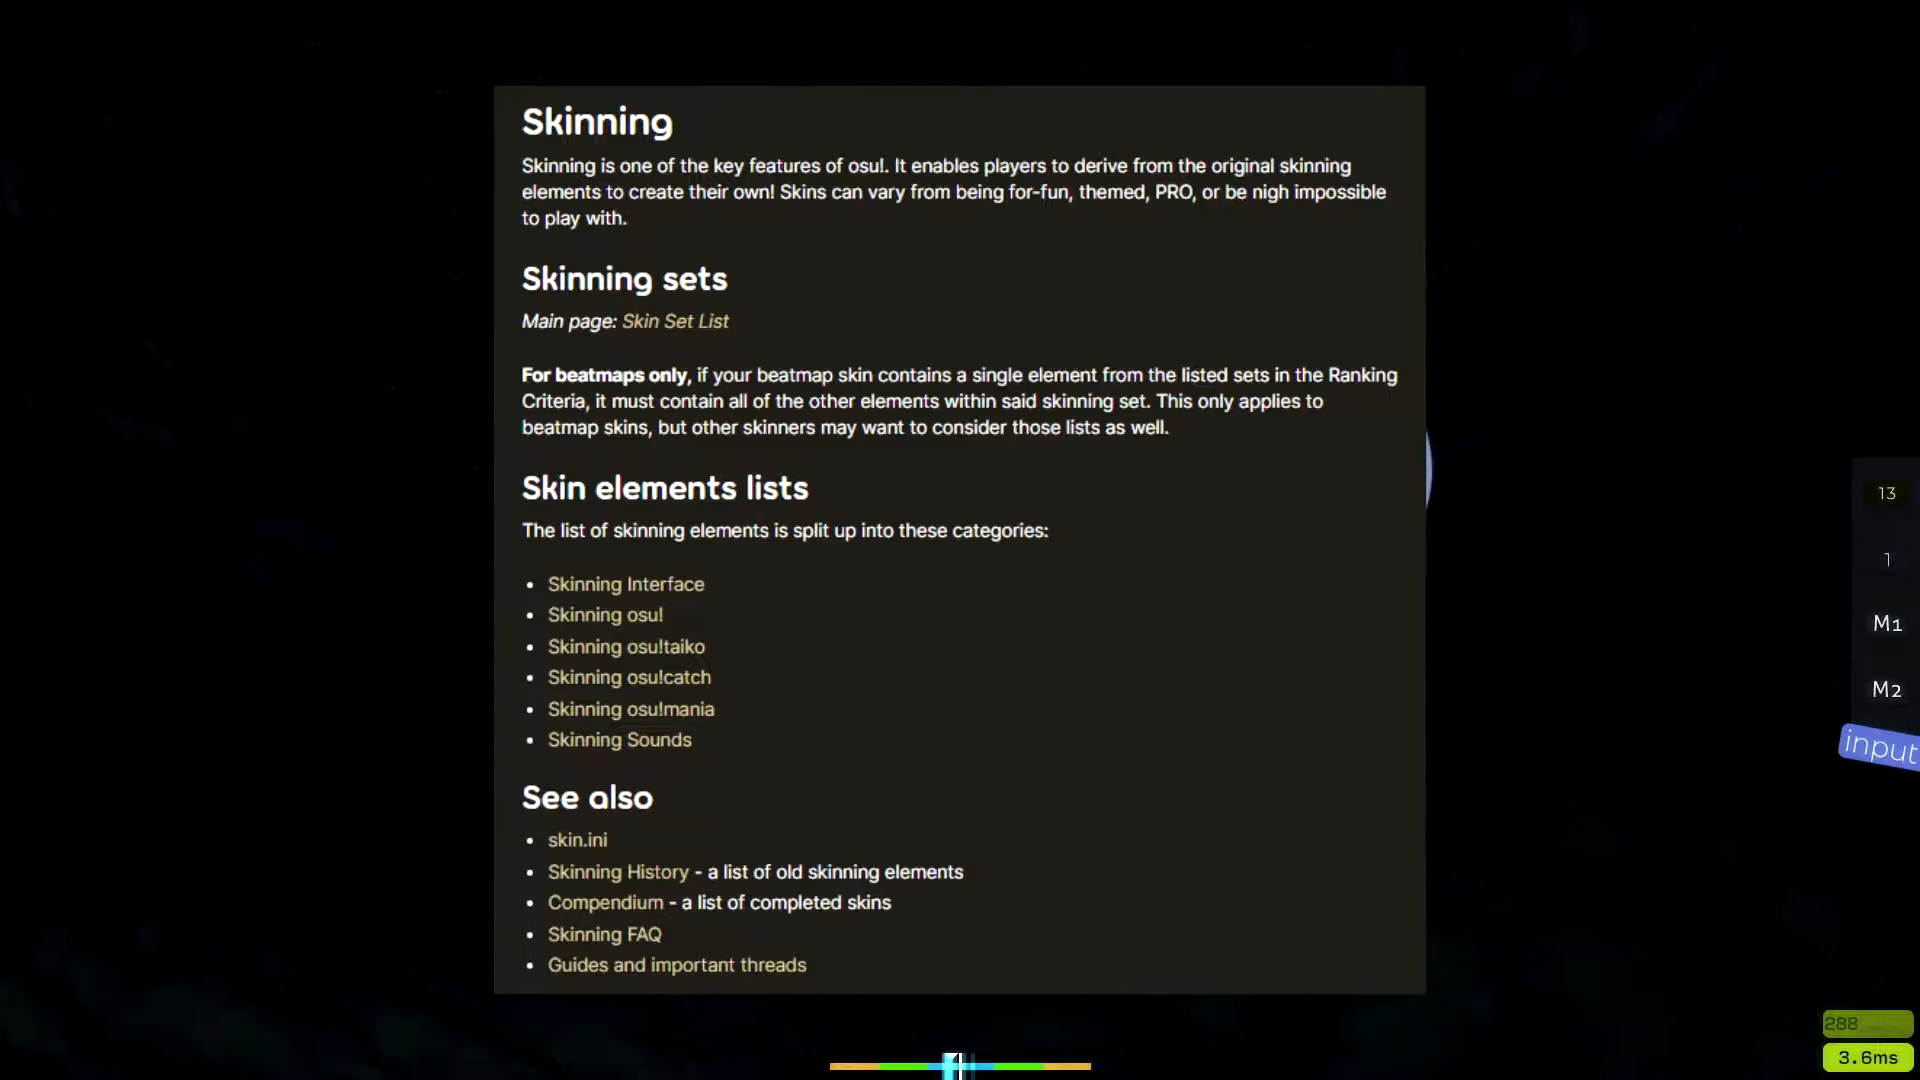 Skinning
Skinning is one of the key features of osu!. It enables players to derive from the original skinning
elements to create their own! Skins can vary from being for-fun, themed, PRO, or be nigh impossible
to play with.
Skinning sets
Main page: Skin Set List
For beatmaps only, if your beatmap skin contains a single element from the listed sets in the Ranking
Criteria, it must contain all of the other elements within said skinning set. This only applies to
beatmap skins, but other skinners may want to consider those lists as well.
Skin elements lists
The list of skinning elements is split up into these categories:
• Skinning Interface
• Skinning osu!
• Skinning osu!taiko
• Skinning osu!catch
• Skinning osu!mania
• Skinning Sounds
See also
• skin.ini
• Skinning History - a list of old skinning elements
• Compendium - a list of completed skins
• Skinning FAQ
• Guides and important threads
13
1
M1
M2
input
288
3.6ms